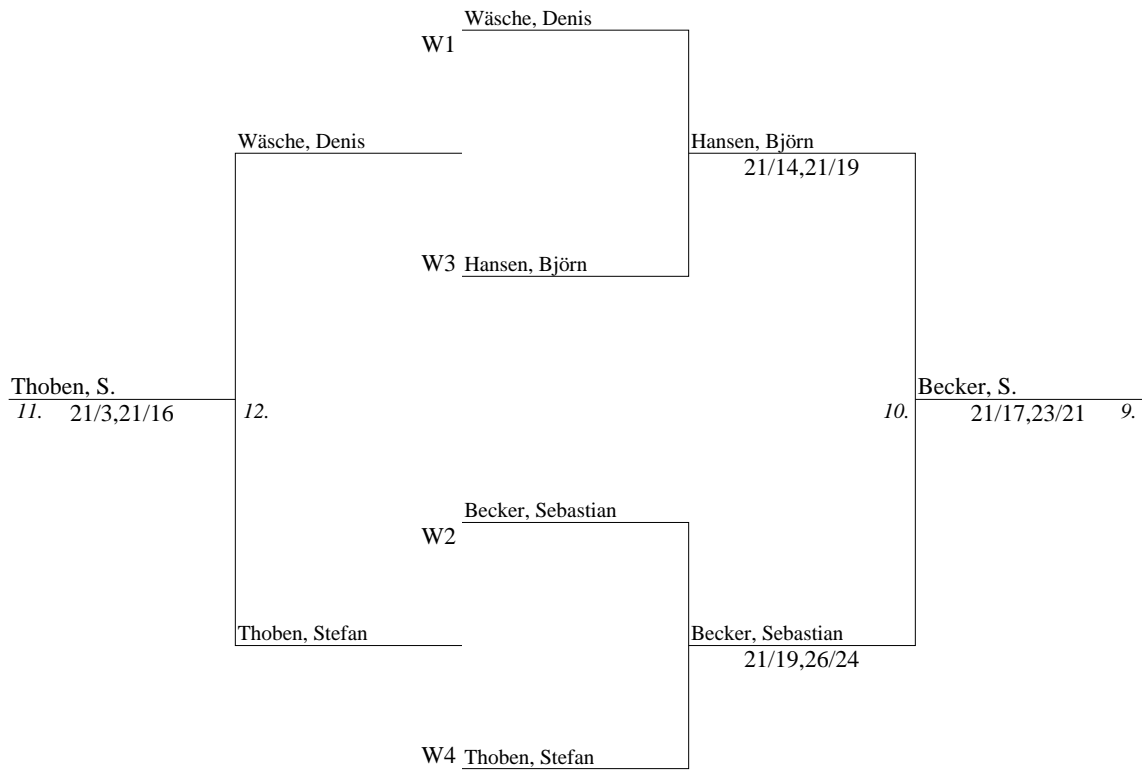 Wäsche, Denis
W1
Wäsche, Denis
Hansen, Björn
21/14,21/19
W3 Hansen, Björn
Thoben, S.
11. 21/3,21/16 12.
Becker, S.
10. 21/17,23/21 9.
Becker, Sebastian
W2
Thoben, Stefan
Becker, Sebastian
21/19,26/24
W4 Thoben, Stefan